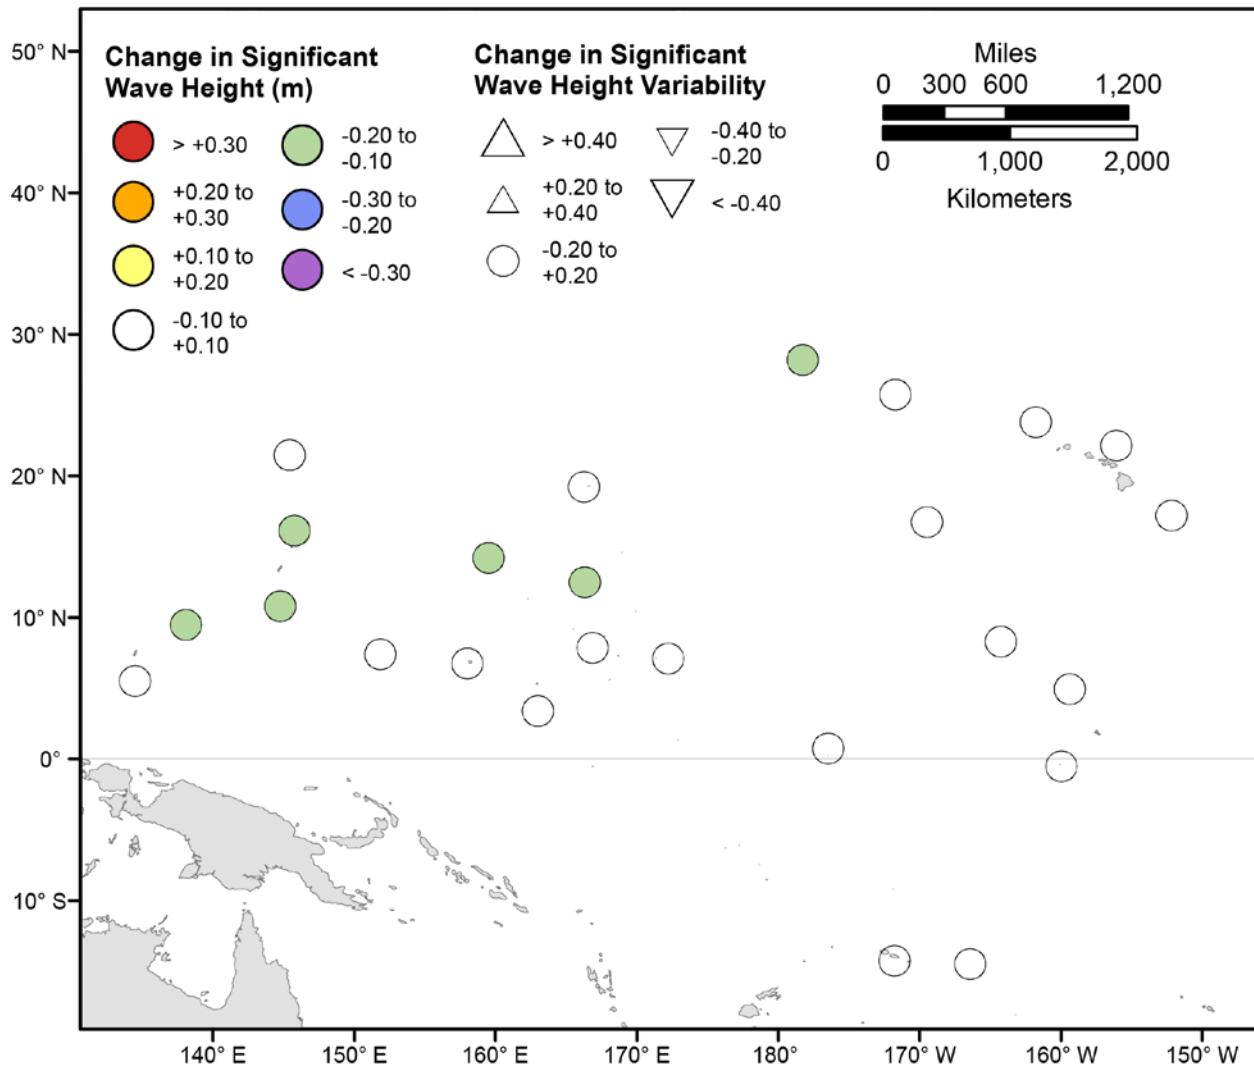 Change in Significant
Wave Height (m)
> +0.30
+0.20 to
+0.30
+0.10 to
+0.20
-0.10 to
+0.10
-0.20 to
-0.10
-0.30 to
-0.20
< -0.30
Change in Significant
Wave Height Variability
> +0.40
+0.20 to
+0.40
-0.20 to
+0.20
-0.40 to
-0.20
< -0.40
Miles
0 300 600 1,200
0 1,000 2,000
Kilometers
50° N
40° N
30° N
20° N
10° N
0°
10° S
140° E 150° E 160° E 170° E 180° 170° W 160° W 150° W